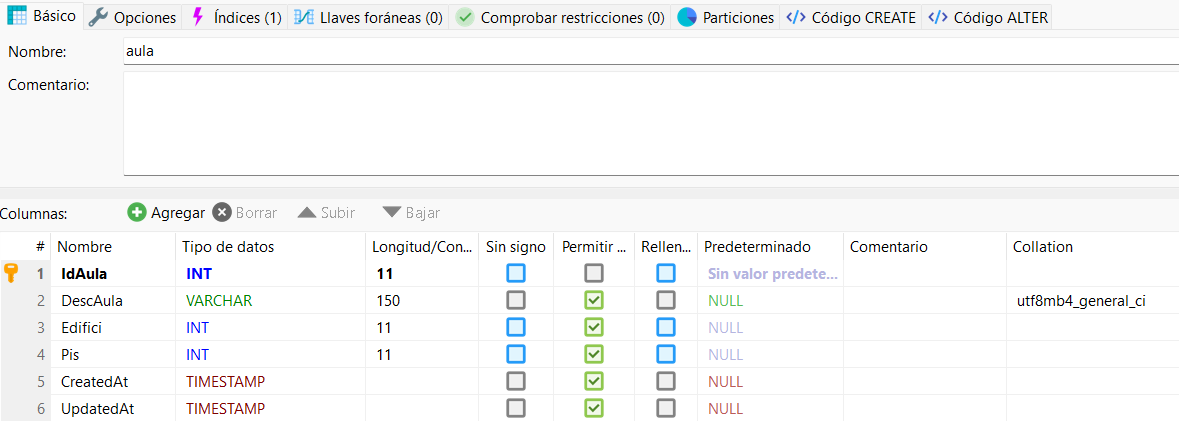 Básico Opciones Índices (1) Llaves foráneas (0) Comprobar restricciones (0) Particiones </> Código CREATE </> Código ALTER
Nombre: aula
Comentario:
Columnas: Agregar Borrar Subir Bajar
# Nombre Tipo de datos Longitud/Con... Sin signo Permitir ... Rellen... Predeterminado Comentario Collation
1 IdAula INT 11 Sin valor predete...
2 DescAula VARCHAR 150 NULL utf8mb4_general_ci
3 Edifici INT 11 NULL
4 Pis INT 11 NULL
5 CreatedAt TIMESTAMP NULL
6 UpdatedAt TIMESTAMP NULL